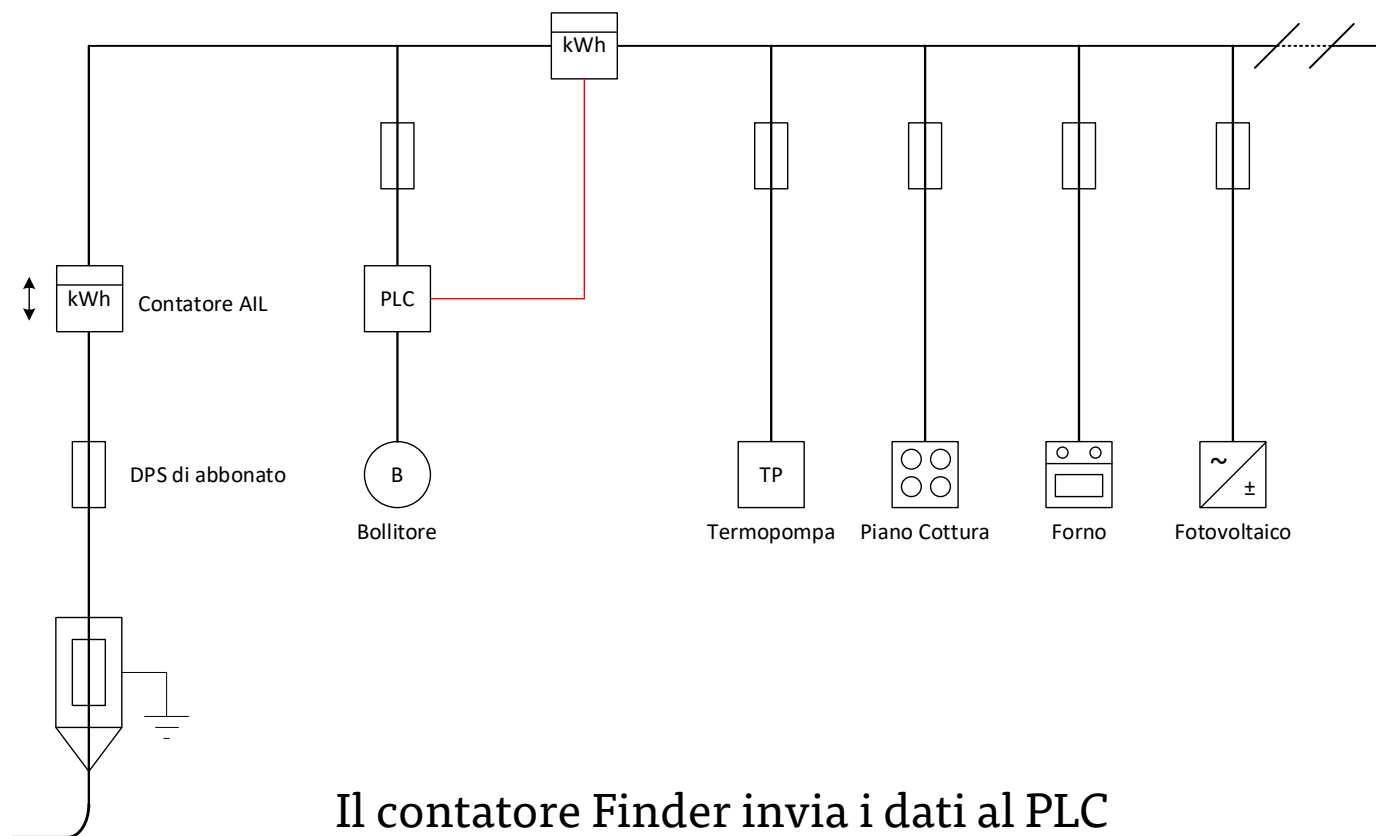 kWh
kWh
Contatore AIL
PLC
DPS di abbonato
B
TP
~
±
Bollitore
Termopompa
Piano Cottura
Forno
Fotovoltaico
Il contatore Finder invia i dati al PLC